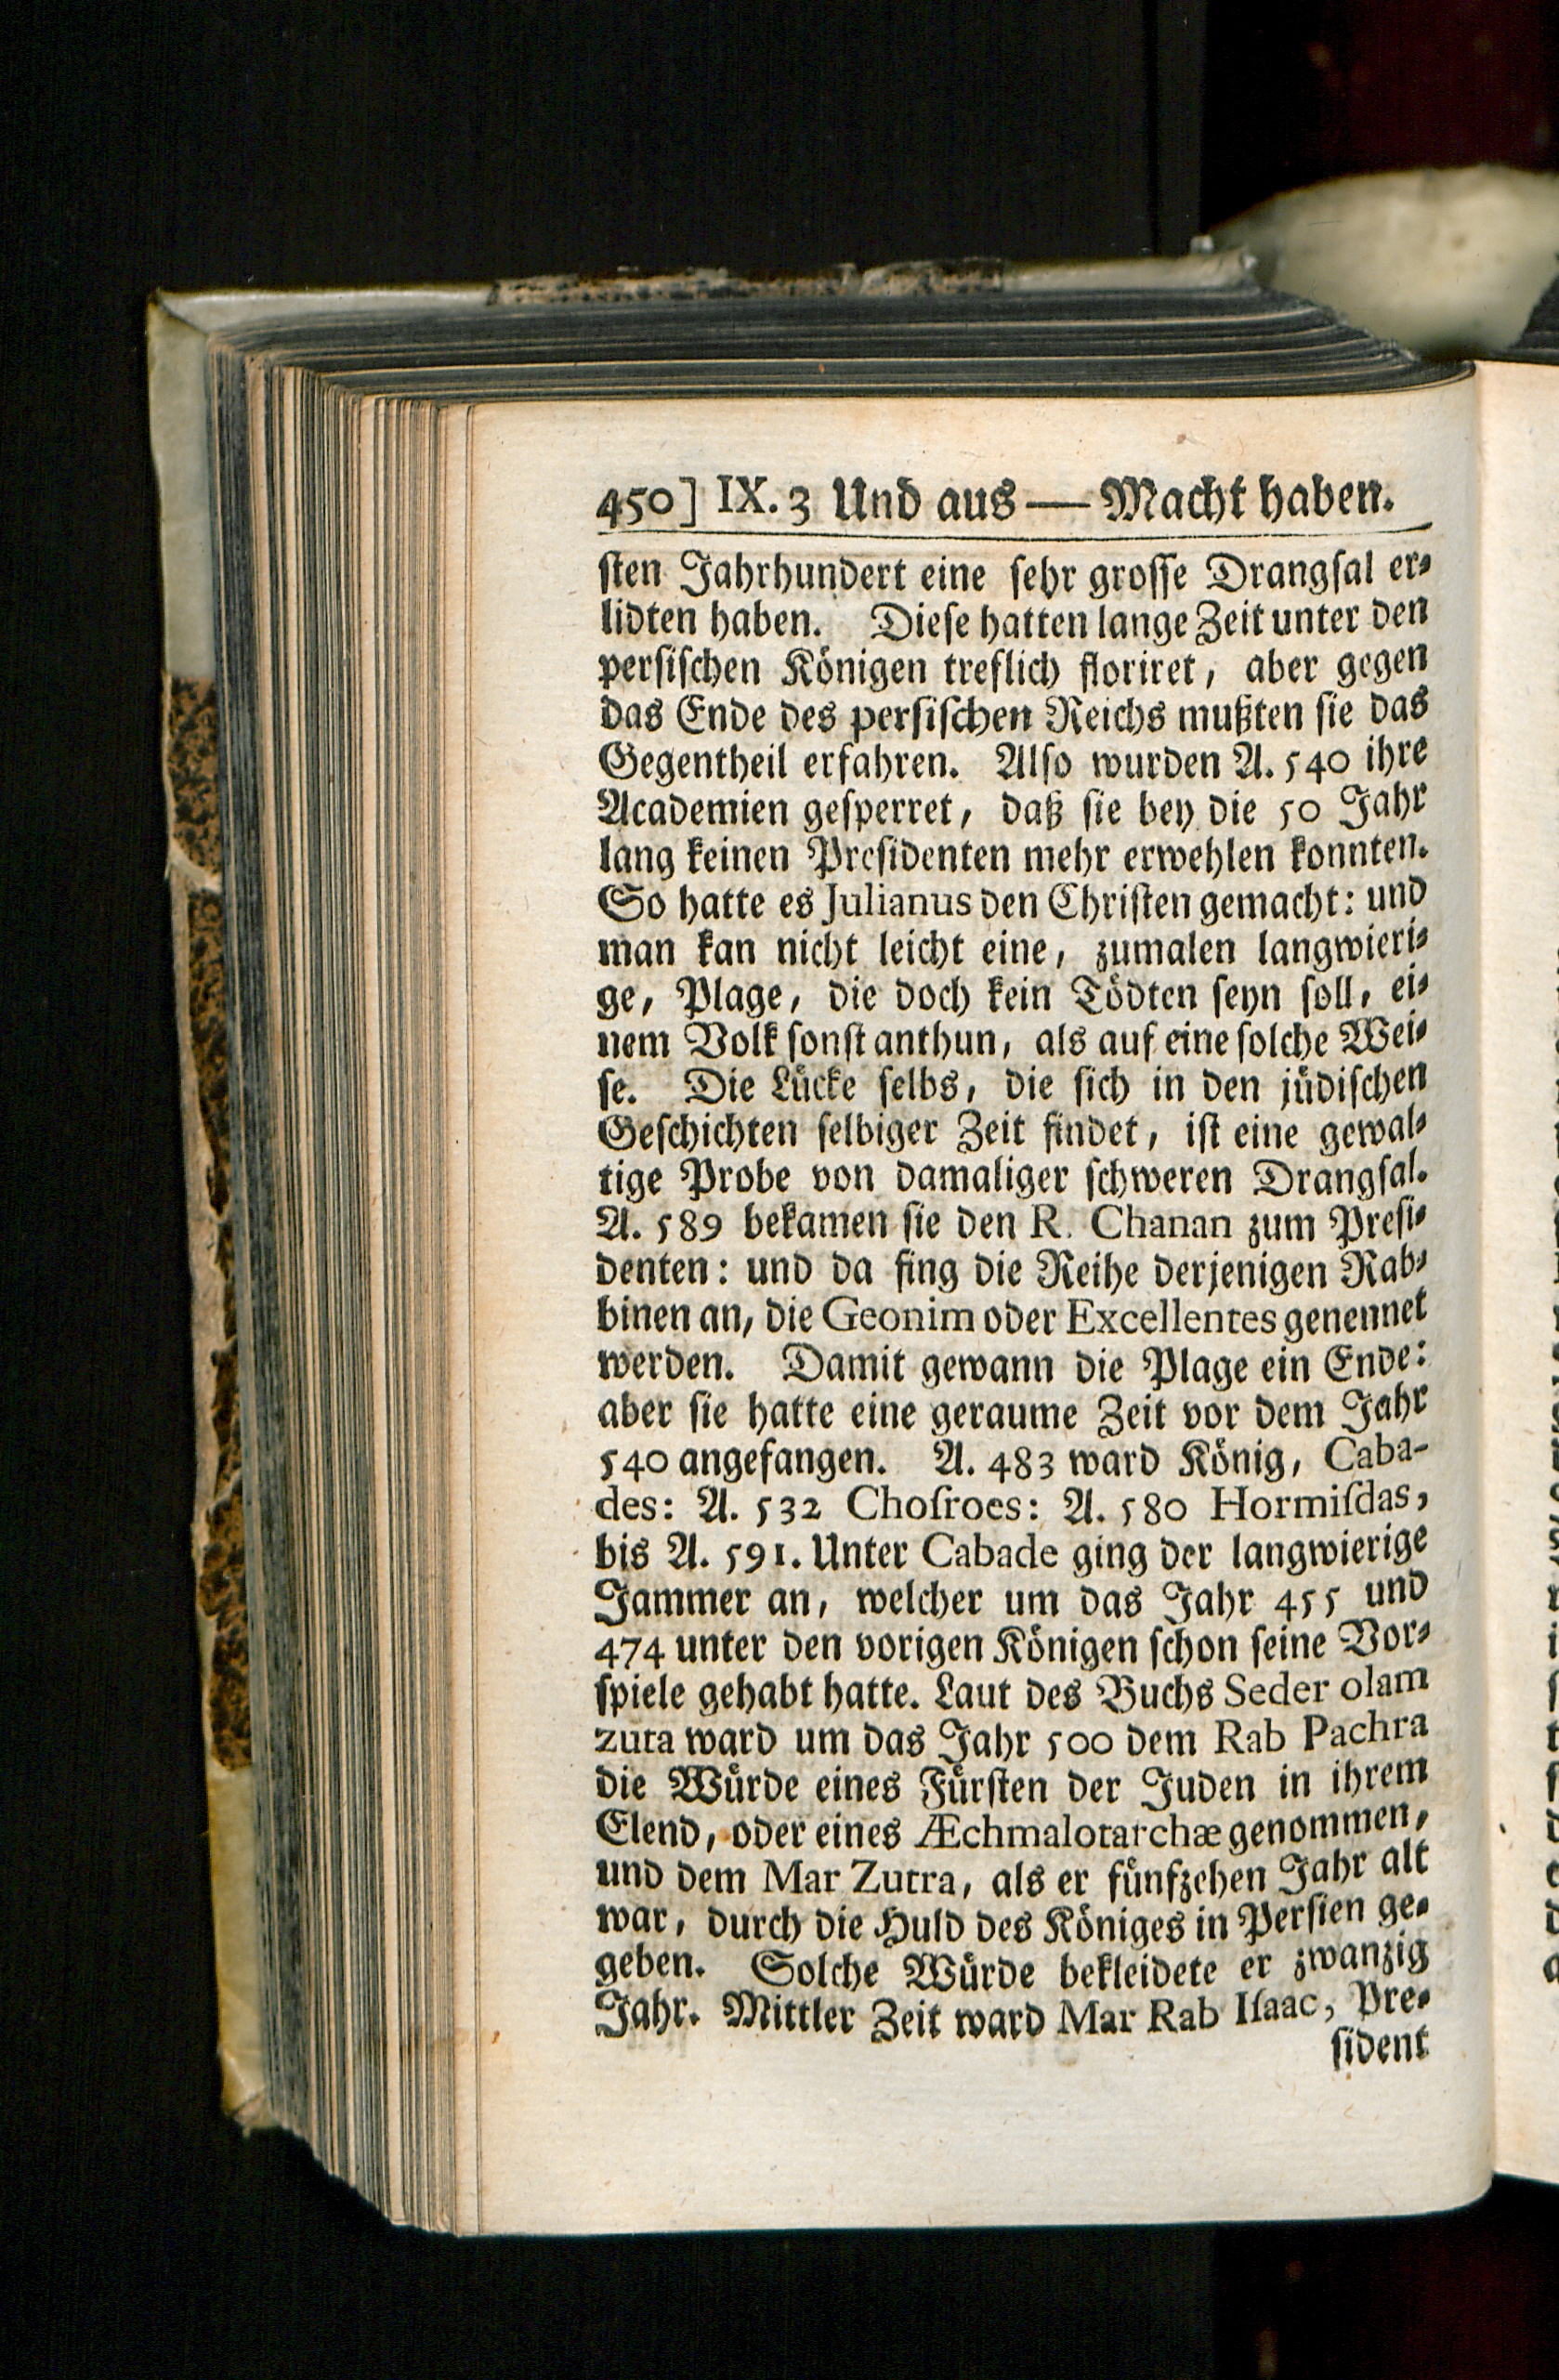 450] IX. 3 Und aus — Macht haben.
ſten Jahrhundert eine ſehr groſſe Drangſal er⸗
lidten haben. Dieſe hatten lange Zeit unter den
perſiſchen Königen treflich floriret, aber gegen
das Ende des perſiſchen Reichs mußten ſie das
Gegentheil erfahren. Alſo wurden A. 540 ihre
Academien geſperret, daß ſie bey die 50 Jahr
lang keinen Preſidenten mehr erwehlen konnten.
So hatte es Julianus den Chriſten gemacht: und
man kan nicht leicht eine, zumalen langwieri⸗
ge, Plage, die doch kein Tödten ſeyn ſoll, ei⸗
nem Volk ſonſt anthun, als auf eine ſolche Wei⸗
ſe. Die Lücke ſelbs, die ſich in den jüdiſchen
Geſchichten ſelbiger Zeit findet, iſt eine gewal⸗
tige Probe von damaliger ſchweren Drangſal.
A. 589 bekamen ſie den R. Chanan zum Preſi⸗
denten: und da fing die Reihe derjenigen Rab⸗
binen an, die Geonim oder Excellentes genennet
werden. Damit gewann die Plage ein Ende:
aber ſie hatte eine geraume Zeit vor dem Jahr
540 angefangen. A. 483 ward König, Caba-
des: A. 532 Choſroes: A. 580 Hormiſdas,
bis A. 591. Unter Cabade ging der langwierige
Jammer an, welcher um das Jahr 455 und
474 unter den vorigen Königen ſchon ſeine Vor⸗
ſpiele gehabt hatte. Laut des Buchs Seder olam
zuta ward um das Jahr 500 dem Rab Pachra
die Würde eines Fürſten der Juden in ihrem
Elend, oder eines Æchmalotarchæ genommen,
und dem Mar Zutra, als er fünfzehen Jahr alt
war, durch die Huld des Königes in Perſien ge⸗
geben. Solche Würde bekleidete er zwanzig
Jahr. Mittler Zeit ward Mar Rab Iſaac, Pre⸗
ſident